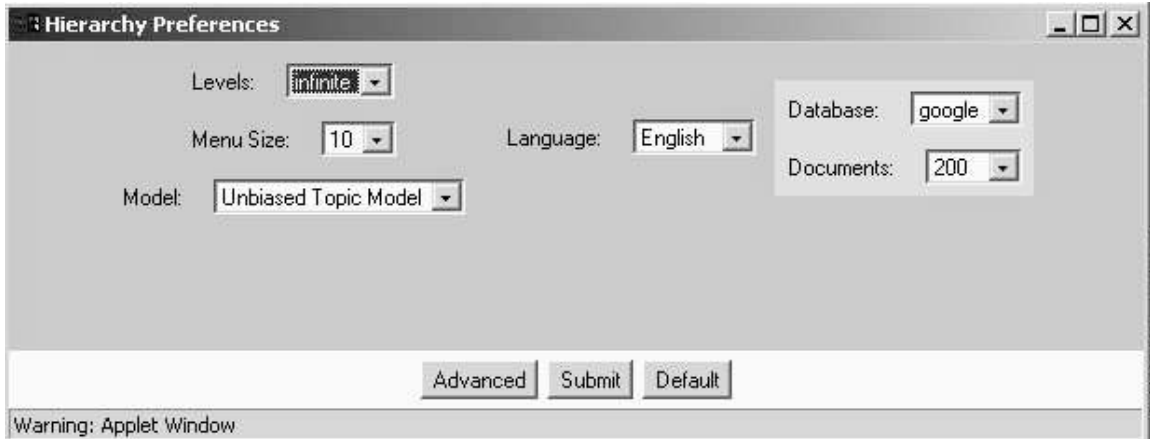 Hierarchy Preferences
Levels: infinite
Menu Size: 10
Model: Unbiased Topic Model
Language: English
Database: google
Documents: 200
Advanced Submit Default
Warning: Applet Window